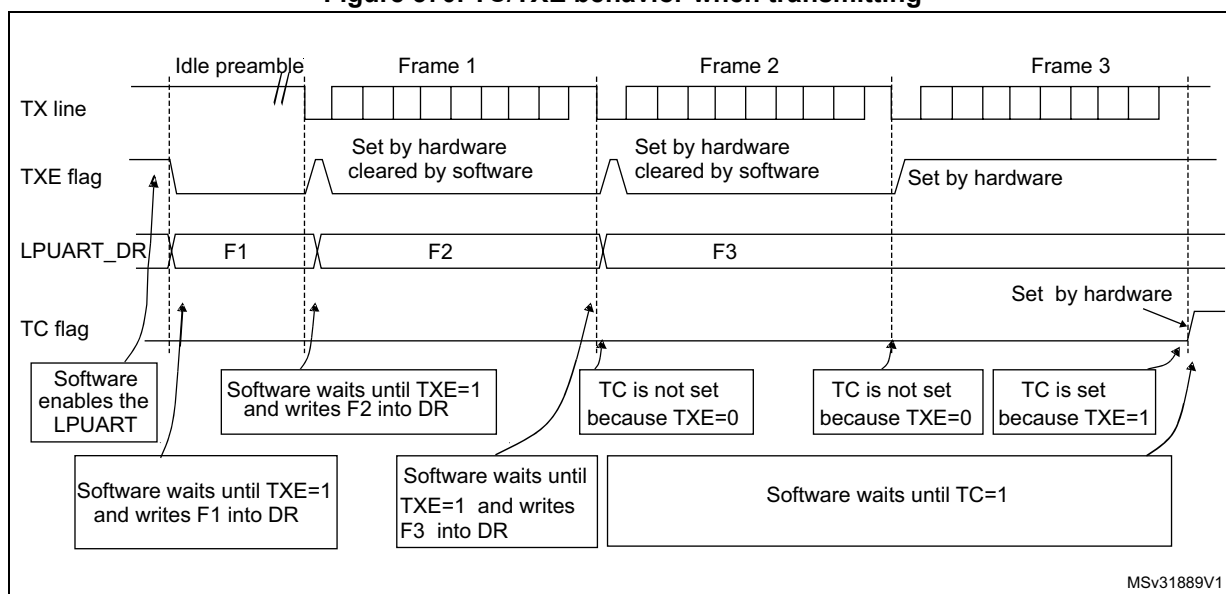 Figure 370. TC/TXE behavior when transmitting
Idle preamble
Frame 1
Frame 2
Frame 3
TX line
Set by hardware
cleared by software
Set by hardware
cleared by software
TXE flag
Set by hardware
LPUART_DR
F1
F2
F3
Set by hardware
TC flag
Software
enables the
LPUART
Software waits until TXE=1
and writes F2 into DR
TC is not set
because TXE=0
TC is not set
because TXE=0
TC is set
because TXE=1
Software waits until TXE=1
and writes F1 into DR
Software waits until
TXE=1 and writes
F3 into DR
Software waits until TC=1
MSv31889V1